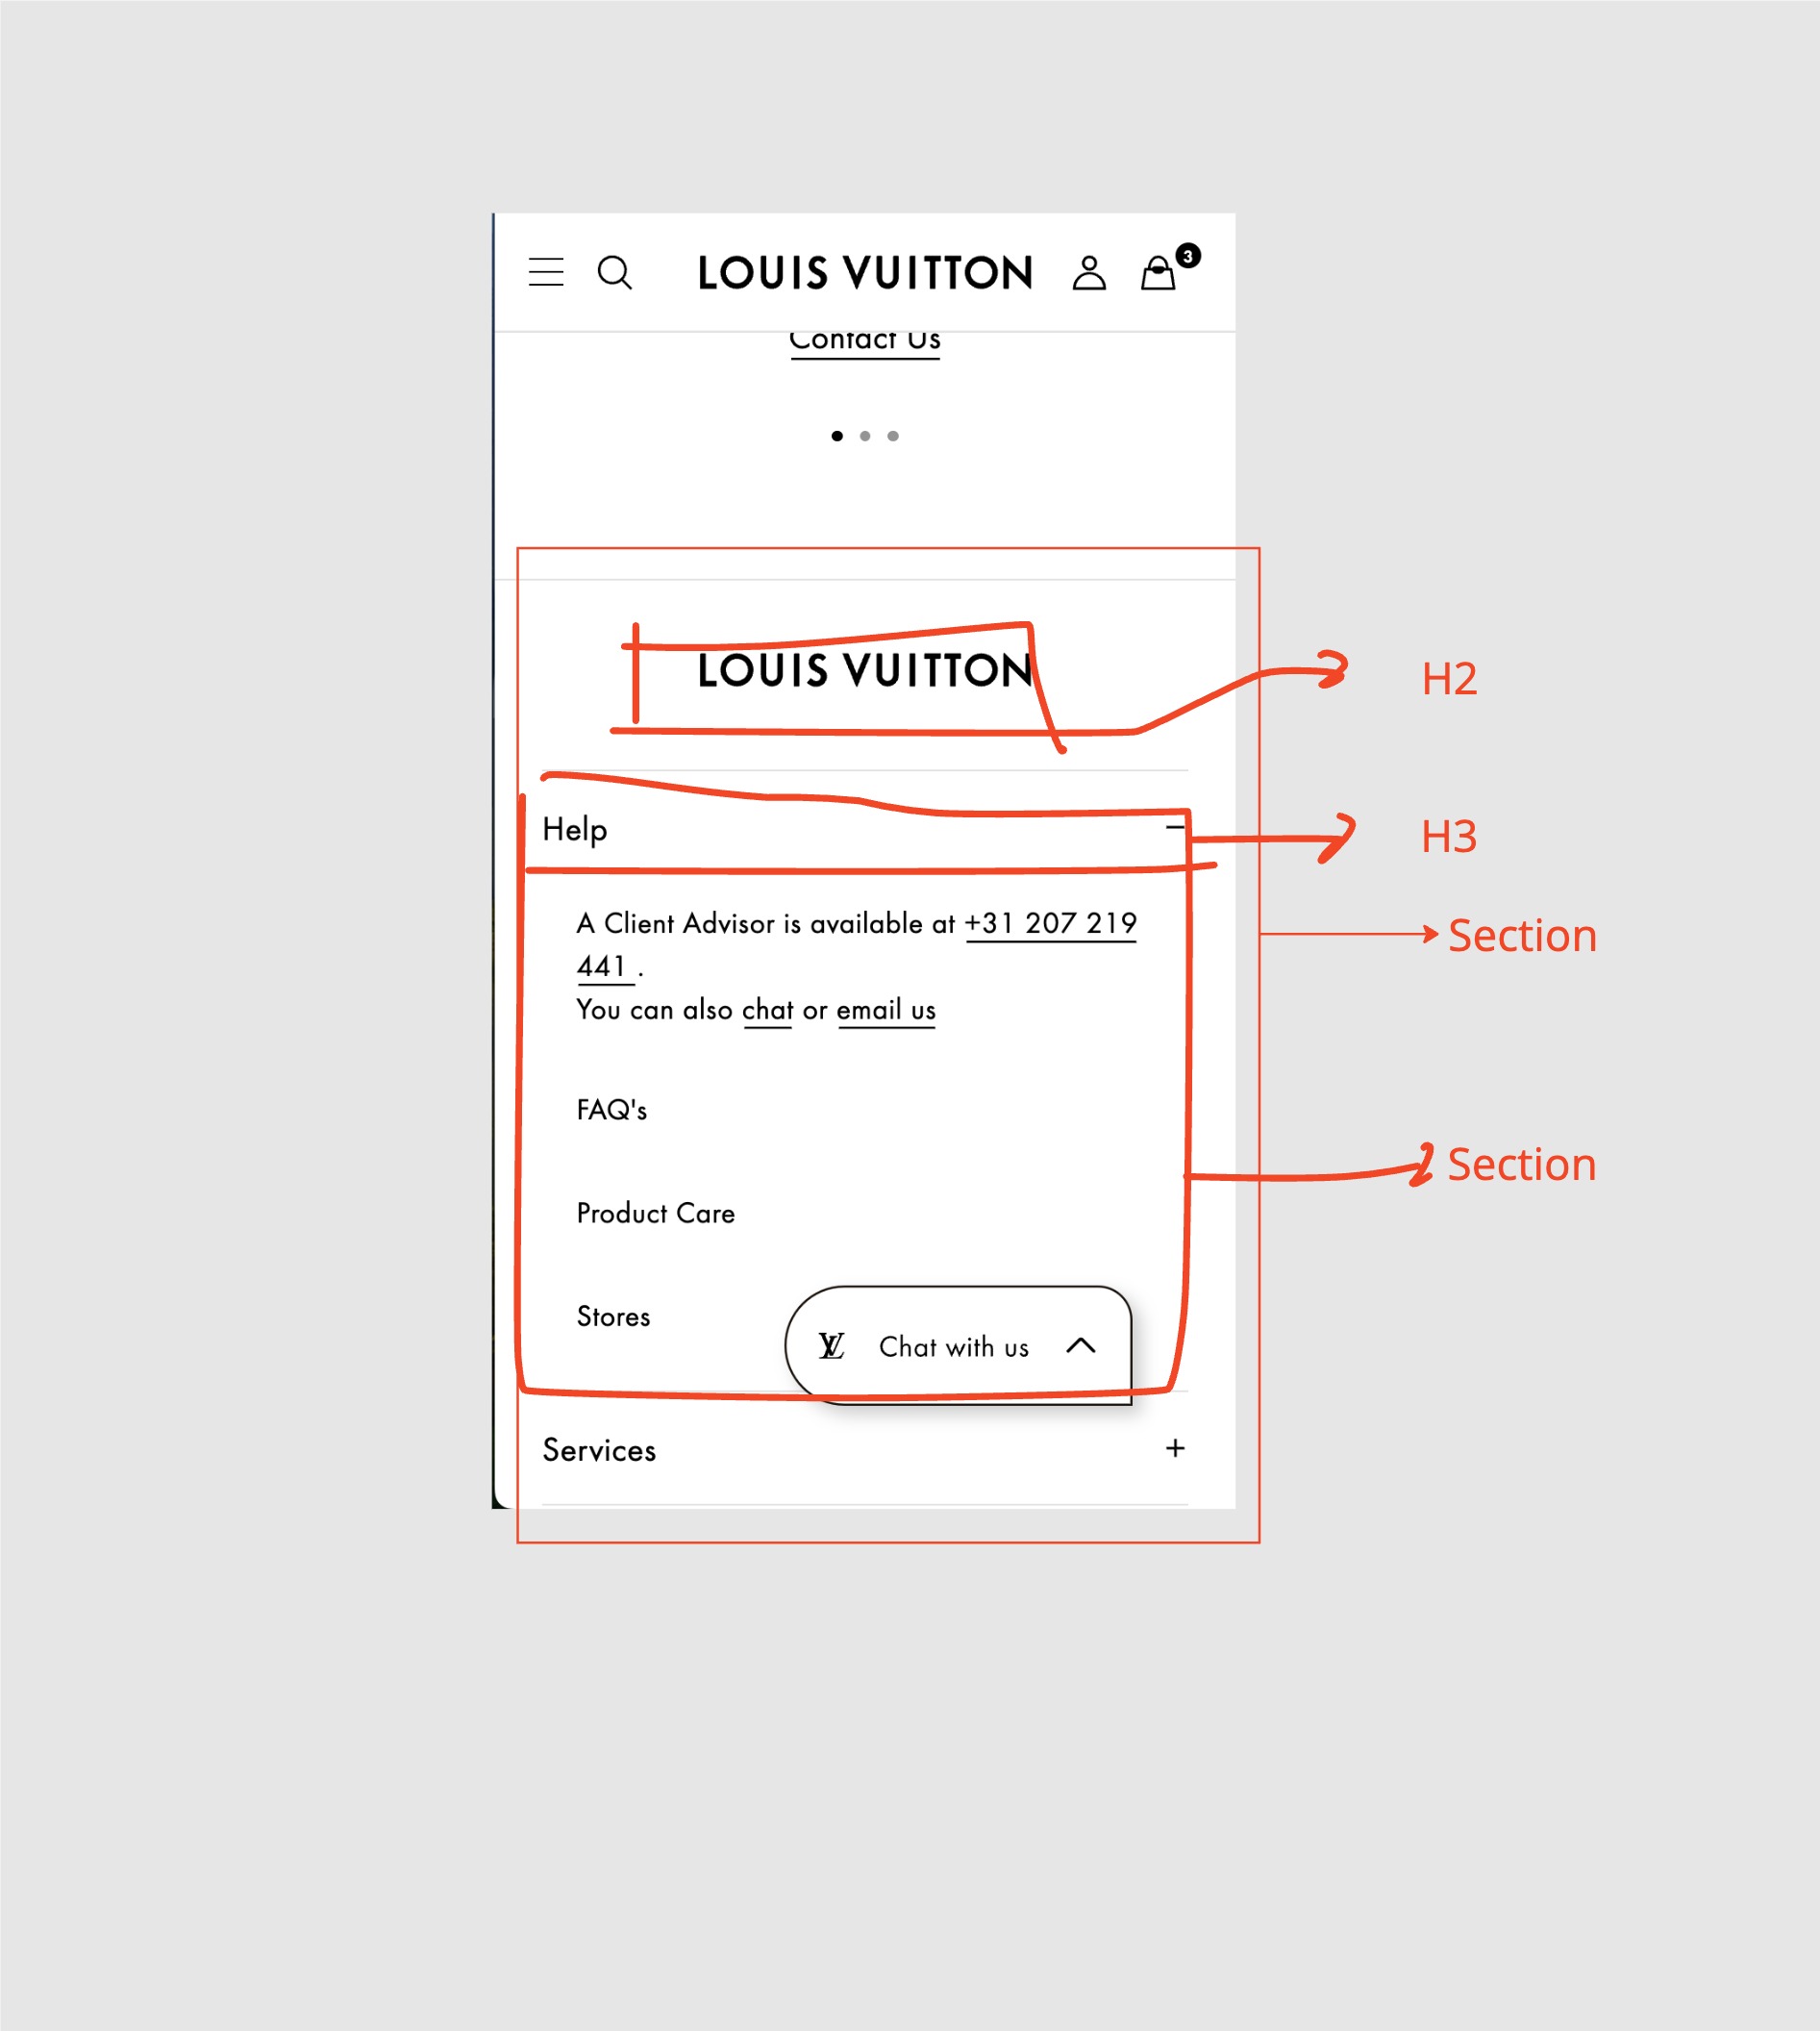 LOUIS VUITTON
3
Contact Us
LOUIS VUITTON
H2
Help
H3
A Client Advisor is available at +31 207 219
441 .
Section
You can also chat or email us
FAQ's
Section
Product Care
Stores
LV Chat with us
Services